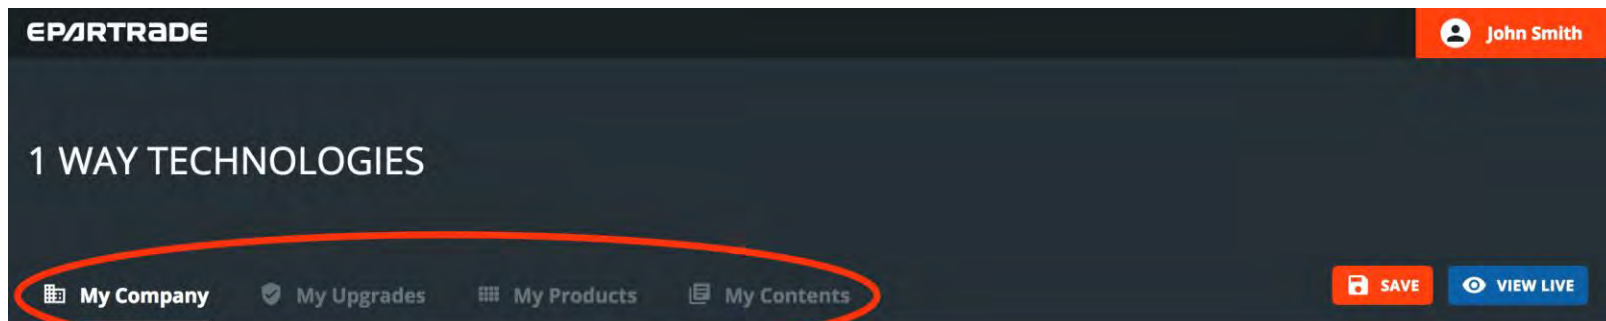 EPARTRADE
John Smith
1 WAY TECHNOLOGIES
My Company My Upgrades My Products My Contents
SAVE VIEW LIVE